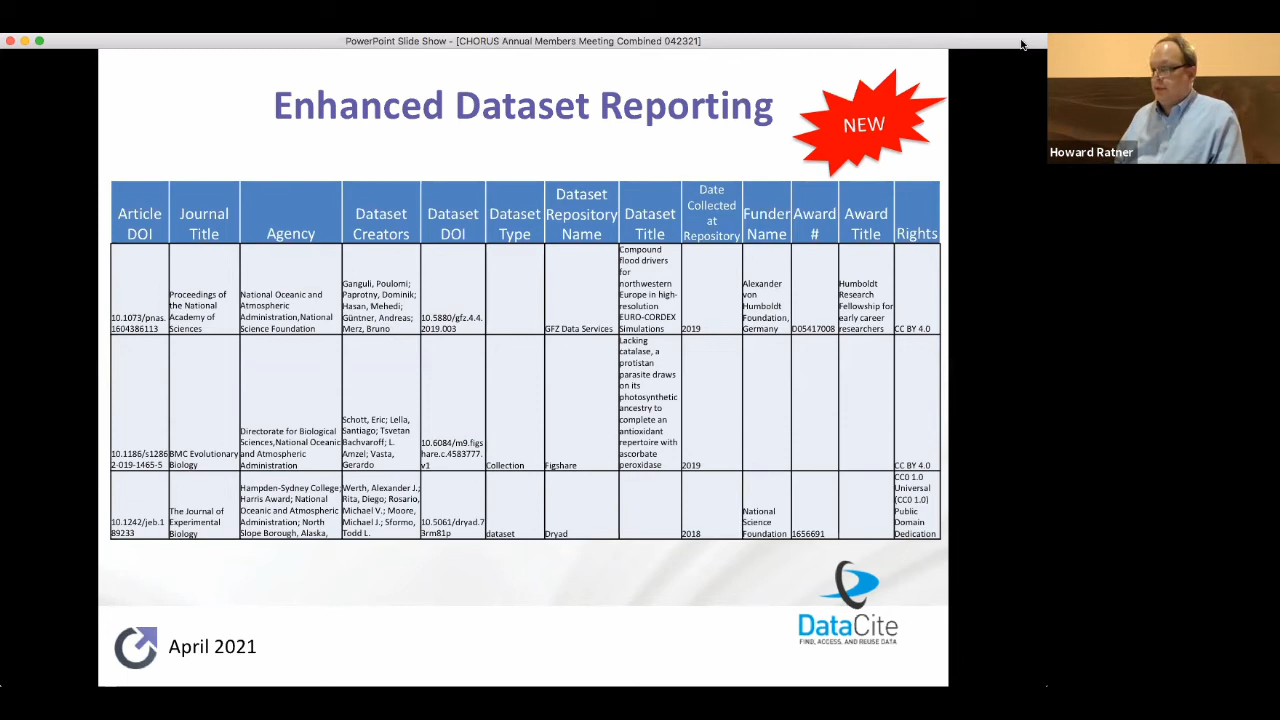 PowerPoint Slide Show - [CHORUS Annual Members Meeting Combined 042321]
Enhanced Dataset Reporting
NEW
Howard Ratner
Article DOI
Journal Title
Agency
Dataset Creators
Dataset DOI
Dataset Type
Dataset Repository Name
Dataset Title
Date Collected at Repository
Funder Name
Award #
Award Title
Rights
10.1073/pnas.
1604386113
Proceedings of
the National
Academy of
Sciences
National Oceanic and
Atmospheric
Administration,National
Science Foundation
Ganguli, Poulomi;
Paprotny, Dominik;
Hasan, Mehedi;
Güntner, Andreas;
Merz, Bruno
10.5880/gfz.4.4.
2019.003
GFZ Data Services
Compound
flood drivers
for
northwestern
Europe in high-
resolution
EURO-CORDEX
Simulations
2019
Alexander
von
Humboldt
Foundation,
Germany
D05417008
Humboldt
Research
Fellowship for
early career
researchers
CC BY 4.0
10.1186/s1286
2-019-1465-5
BMC Evolutionary
Biology
Directorate for Biological
Sciences,National Oceanic
and Atmospheric
Administration
Schott, Eric; Lella,
Santiago; Tsvetan
Bachvaroff; L.
Amzel; Vasta,
Gerardo
10.6084/m9.figs
hare.c.4583777.
v1
Collection
Figshare
Lacking
catalase, a
protistan
parasite draws
on its
photosynthetic
ancestry to
complete an
antioxidant
repertoire with
ascorbate
peroxidase
2019
CC BY 4.0
10.1242/jeb.1
89233
The Journal of
Experimental
Biology
Hampden-Sydney College;
Harris Award; National
Oceanic and Atmospheric
Administration; North
Slope Borough, Alaska,
Werth, Alexander J.;
Rita, Diego; Rosario,
Michael V.; Moore,
Michael J.; Sformo,
Todd L.
10.5061/dryad.7
3rm81p
dataset
Dryad
2018
National
Science
Foundation
1656691
CC0 1.0
Universal
(CC0 1.0)
Public
Domain
Dedication
April 2021
DataCite
FIND, ACCESS, AND REUSE DATA